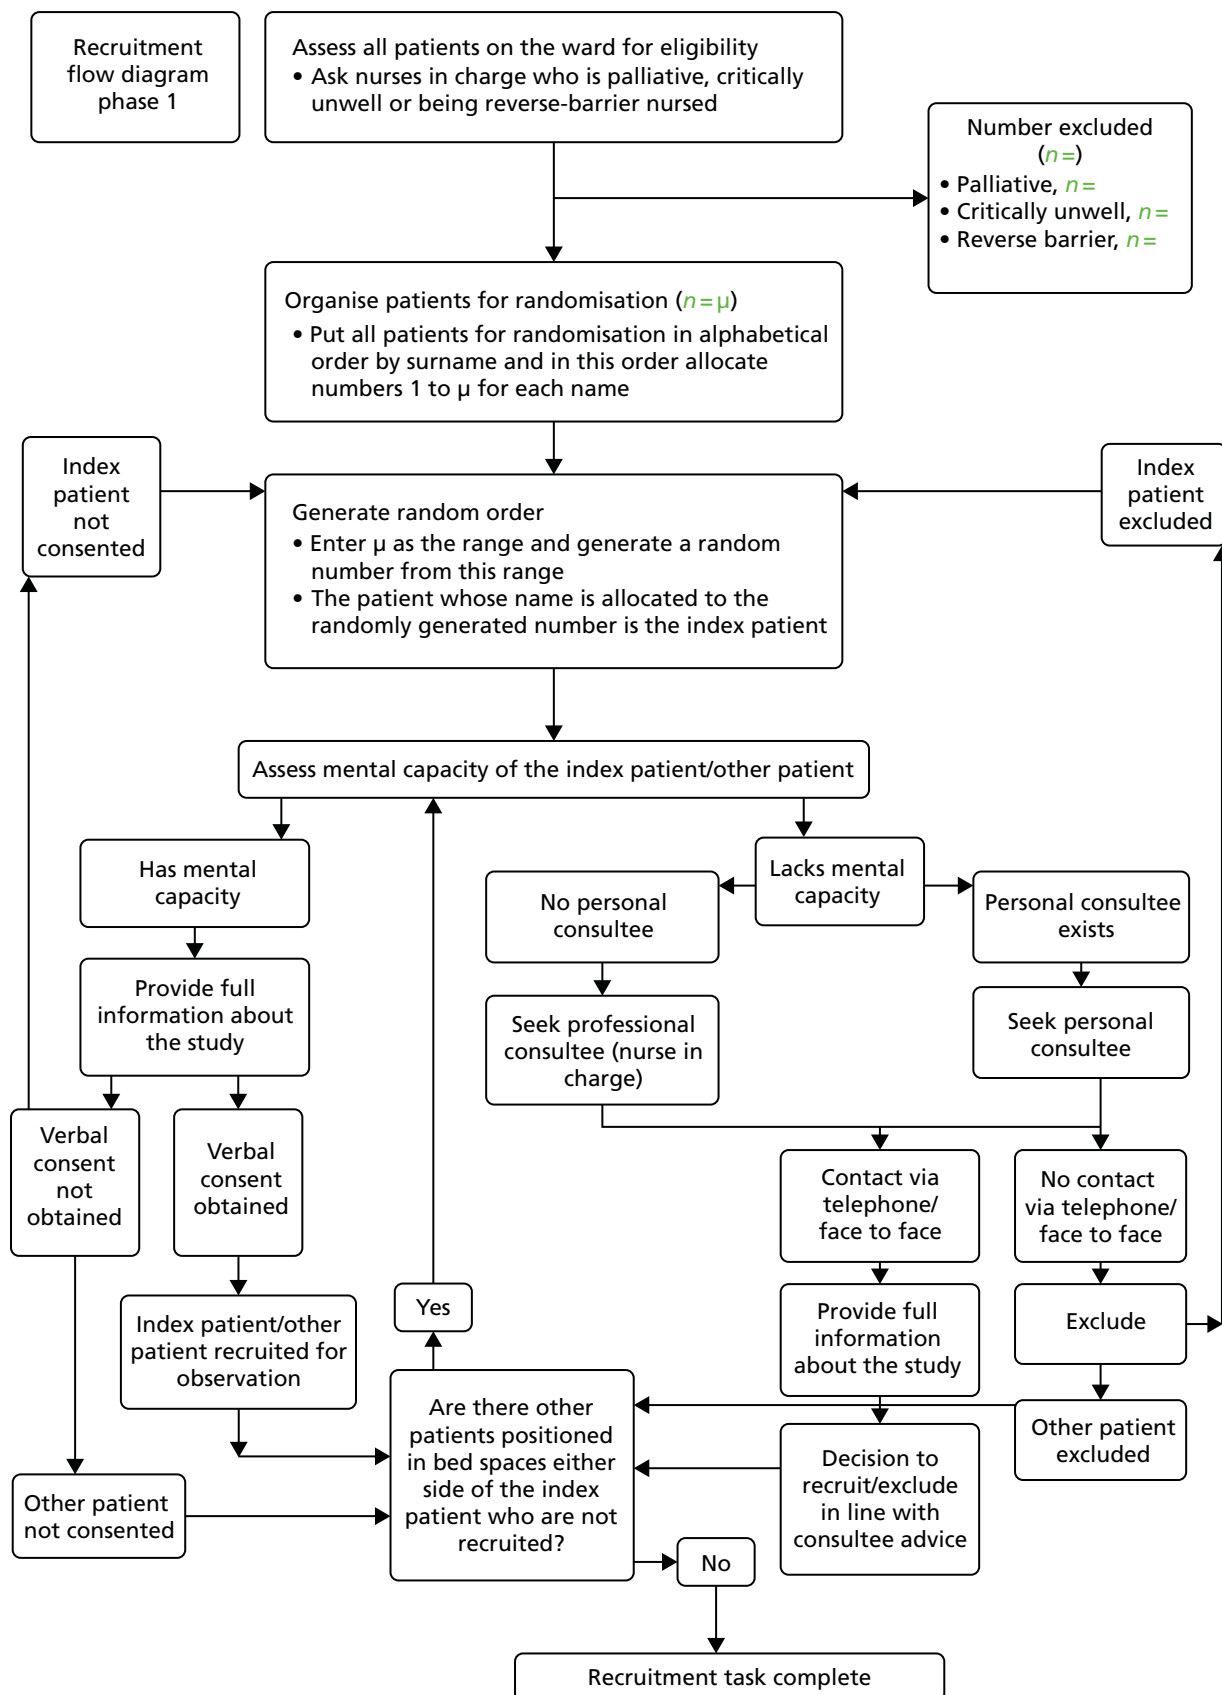 Recruitment
flow diagram
phase 1
Assess all patients on the ward for eligibility
• Ask nurses in charge who is palliative, critically
unwell or being reverse-barrier nursed
Number excluded
(n=)
• Palliative, n=
• Critically unwell, n=
• Reverse barrier, n=
Organise patients for randomisation (n=μ)
• Put all patients for randomisation in alphabetical
order by surname and in this order allocate
numbers 1 to μ for each name
Index
patient
not
consented
Index
patient
excluded
Generate random order
• Enter μ as the range and generate a random
number from this range
• The patient whose name is allocated to the
randomly generated number is the index patient
Assess mental capacity of the index patient/other patient
Has mental
capacity
Lacks mental
capacity
No personal
consultee
Personal consultee
exists
Provide full
information about
the study
Seek professional
consultee (nurse in
charge)
Seek personal
consultee
Verbal
consent
not
obtained
Verbal
consent
obtained
Contact via
telephone/
face to face
No contact
via telephone/
face to face
Yes
Index patient/other
patient recruited for
observation
Provide full
information
about the study
Exclude
Are there other
patients positioned
in bed spaces either
side of the index
patient who are not
recruited?
Other patient
excluded
Decision to
recruit/exclude
in line with
consultee advice
Other patient
not consented
No
Recruitment task complete